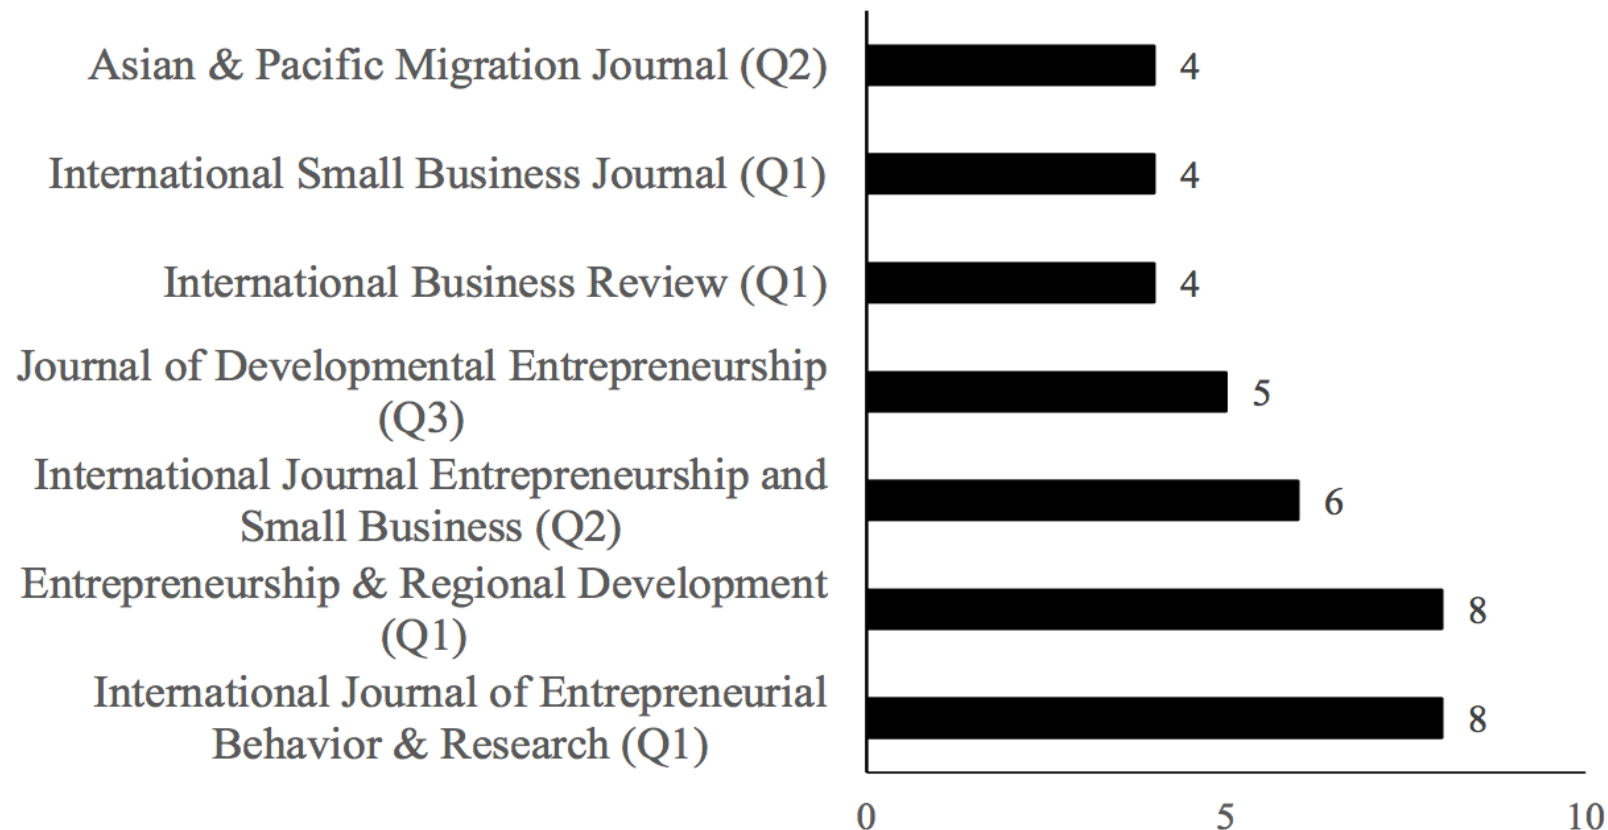 Asian & Pacific Migration Journal (Q2)
4
International Small Business Journal (Q1)
4
International Business Review (Q1)
4
Journal of Developmental Entrepreneurship
(Q3)
5
International Journal Entrepreneurship and
Small Business (Q2)
6
Entrepreneurship & Regional Development
(Q1)
8
International Journal of Entrepreneurial
Behavior & Research (Q1)
8
0 5 10